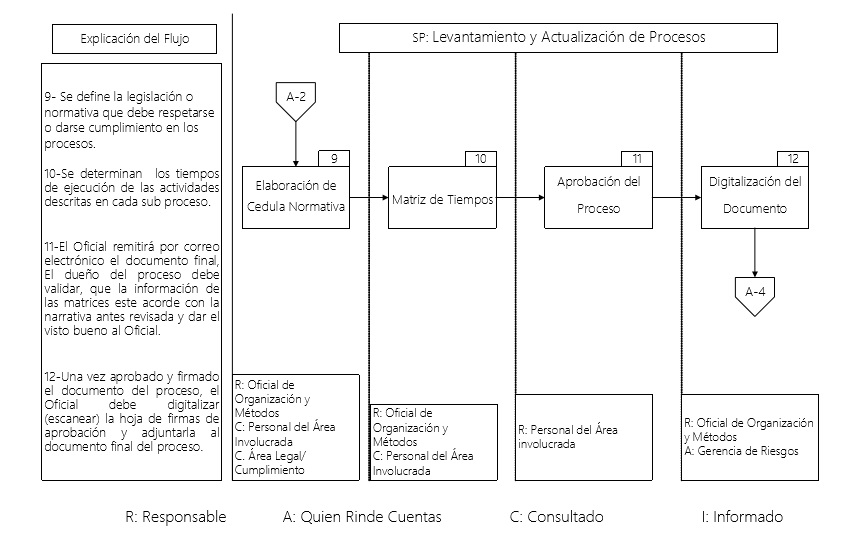 Explicación del Flujo
SP: Levantamiento y Actualización de Procesos
9- Se define la legislación o
normativa que debe respetarse
o darse cumplimiento en los
procesos.
10-Se determinan los tiempos
de ejecución de las actividades
descritas en cada sub proceso.
11-El Oficial remitirá por correo
electrónico el documento final,
El dueño del proceso debe
validar, que la información de
las matrices este acorde con la
narrativa antes revisada y dar el
visto bueno al Oficial.
12-Una vez aprobado y firmado
el documento del proceso, el
Oficial debe digitalizar
(escanear) la hoja de firmas de
aprobación y adjuntarla al
documento final del proceso.
A-2
9
Elaboración de
Cedula Normativa
10
Matriz de Tiempos
11
Aprobación del
Proceso
12
Digitalización del
Documento
A-4
R: Oficial de
Organización y
Métodos
C: Personal del Área
Involucrada
C. Área Legal/
Cumplimiento
R: Oficial de
Organización y
Métodos
C: Personal del Área
Involucrada
R: Personal del Área
involucrada
R: Oficial de Organización
y Métodos
A: Gerencia de Riesgos
R: Responsable
A: Quien Rinde Cuentas
C: Consultado
I: Informado